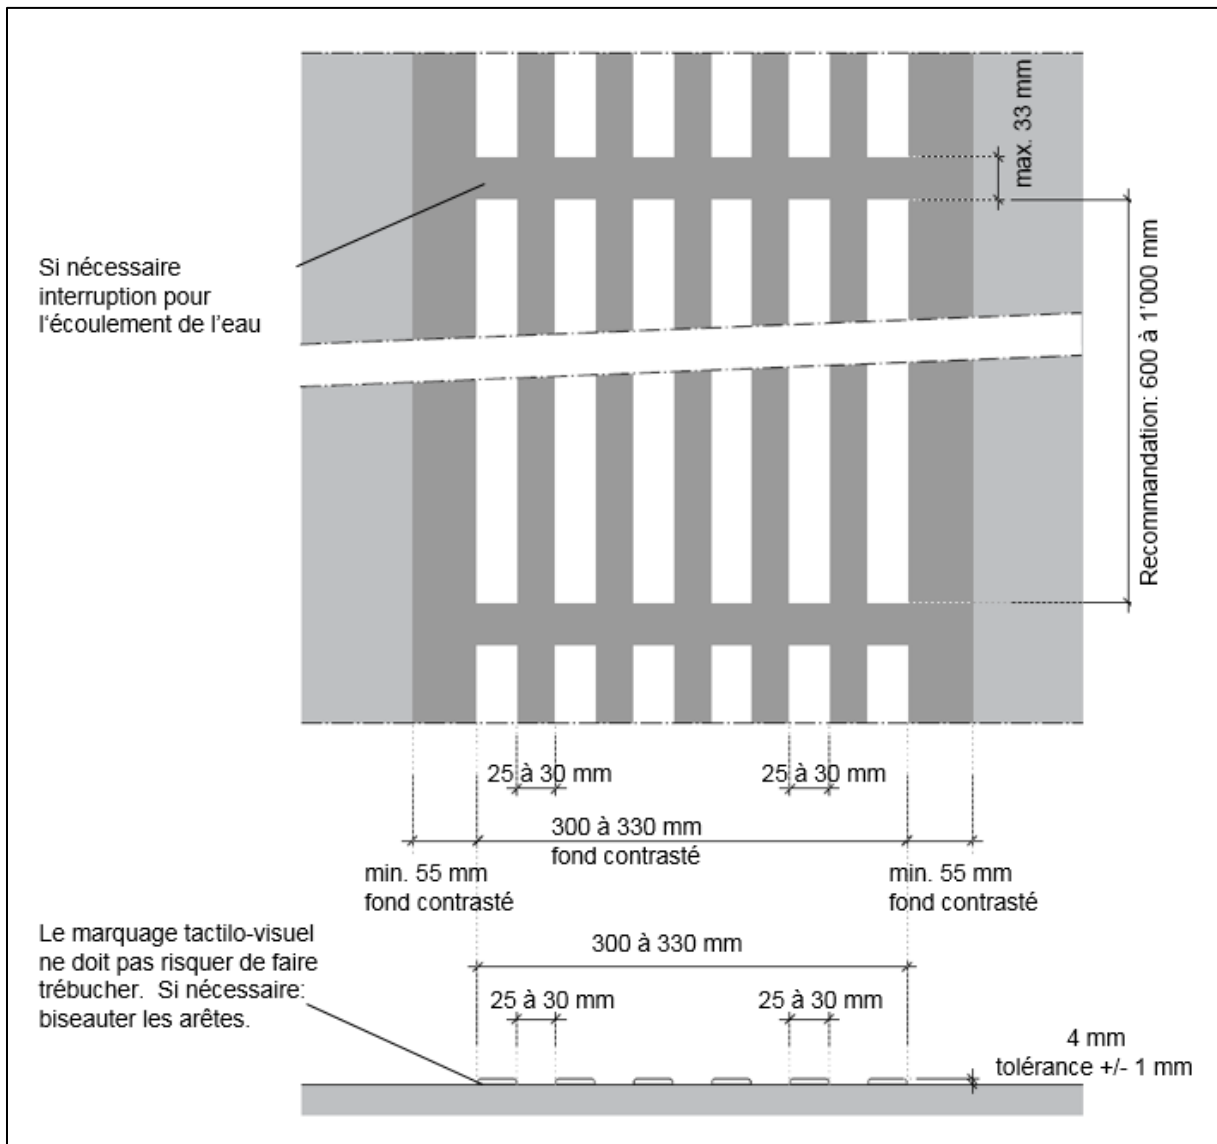 max. 33 mm
Si nécessaire
interruption pour
l'écoulement de l'eau
Recommandation: 600 à 1'000 mm
25 à 30 mm
25 à 30 mm
300 à 330 mm
fond contrasté
min. 55 mm
fond contrasté
min. 55 mm
fond contrasté
Le marquage tactilo-visuel
ne doit pas risquer de faire
trébucher. Si nécessaire:
biseauter les arêtes.
300 à 330 mm
25 à 30 mm
25 à 30 mm
4 mm
tolérance +/- 1 mm